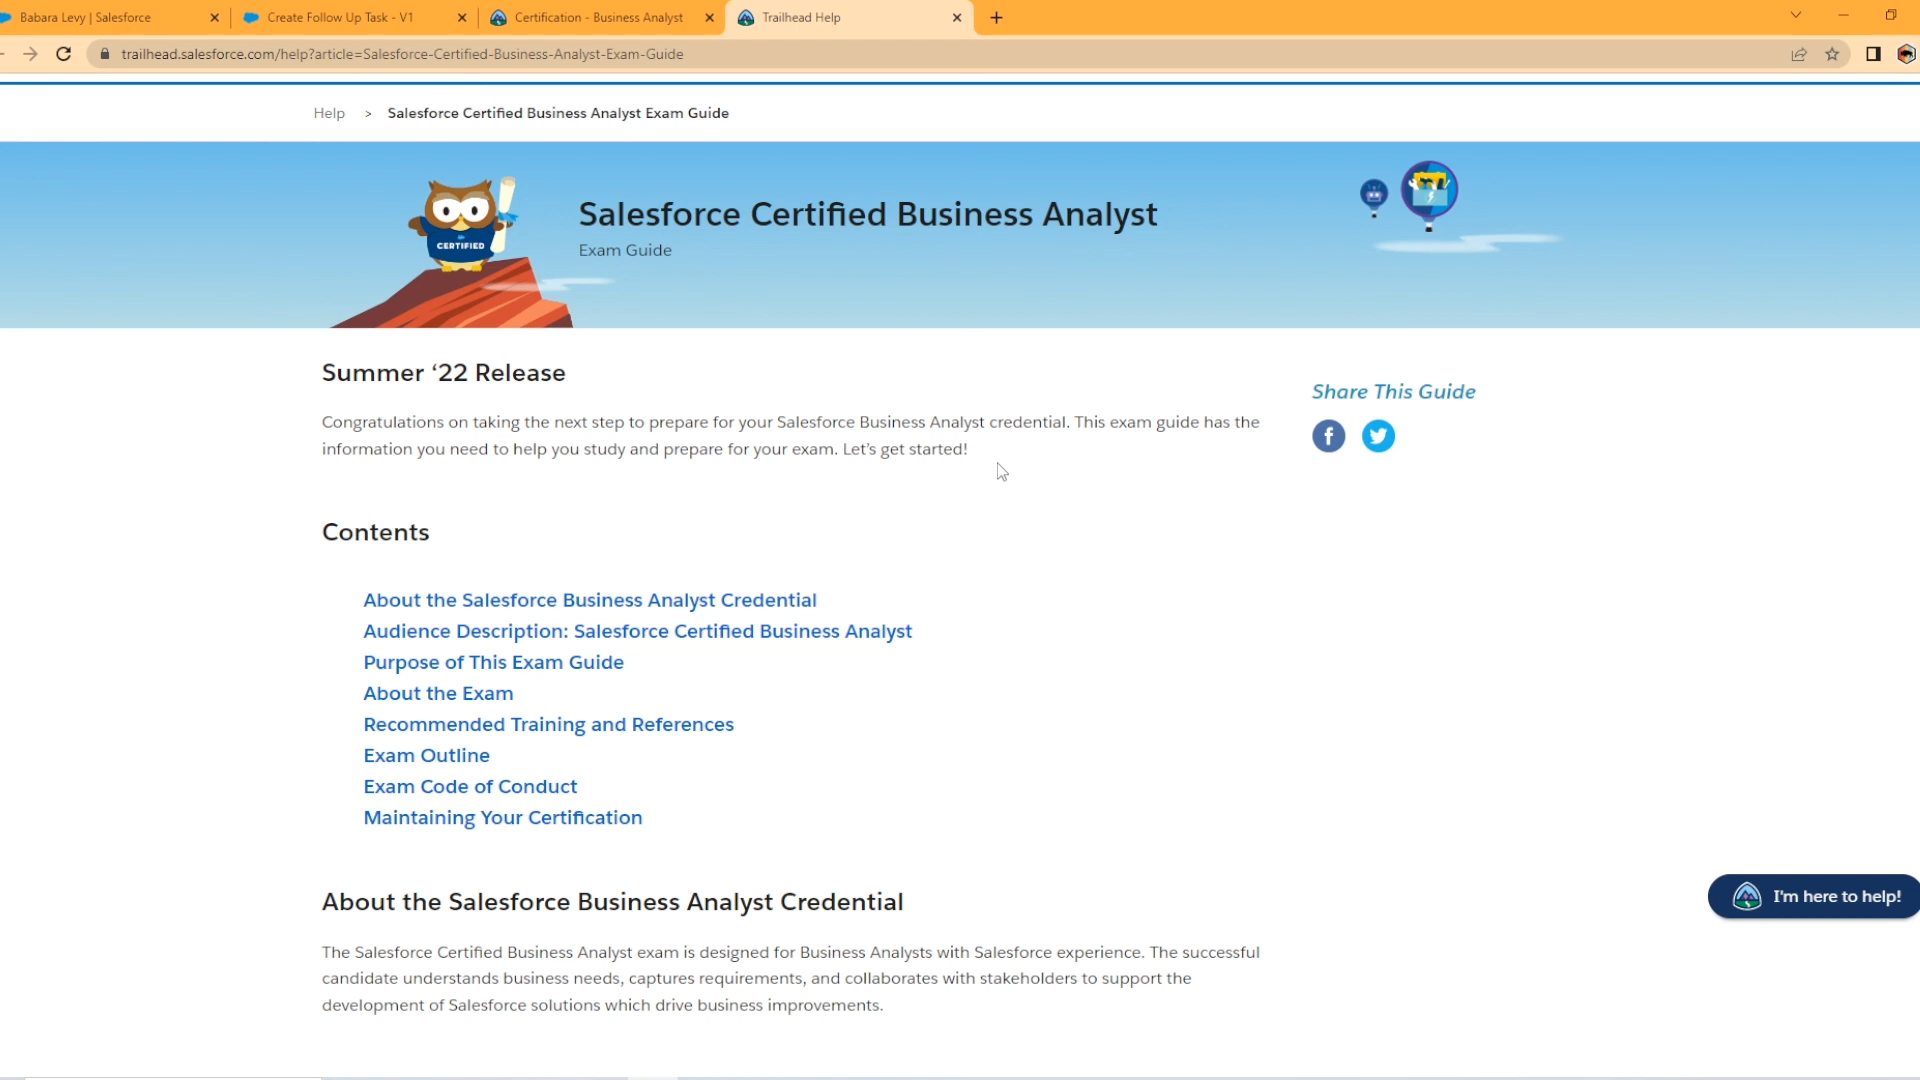 Babara Levy | Salesforce
Create Follow Up Task - V1
Certification - Business Analyst
Trailhead Help
trailhead.salesforce.com/help?article=Salesforce-Certified-Business-Analyst-Exam-Guide
Help > Salesforce Certified Business Analyst Exam Guide
CERTIFIED
Salesforce Certified Business Analyst
Exam Guide
Summer ‘22 Release
Share This Guide
Congratulations on taking the next step to prepare for your Salesforce Business Analyst credential. This exam guide has the
information you need to help you study and prepare for your exam. Let’s get started!
Contents
About the Salesforce Business Analyst Credential
Audience Description: Salesforce Certified Business Analyst
Purpose of This Exam Guide
About the Exam
Recommended Training and References
Exam Outline
Exam Code of Conduct
Maintaining Your Certification
I'm here to help!
About the Salesforce Business Analyst Credential
The Salesforce Certified Business Analyst exam is designed for Business Analysts with Salesforce experience. The successful
candidate understands business needs, captures requirements, and collaborates with stakeholders to support the
development of Salesforce solutions which drive business improvements.